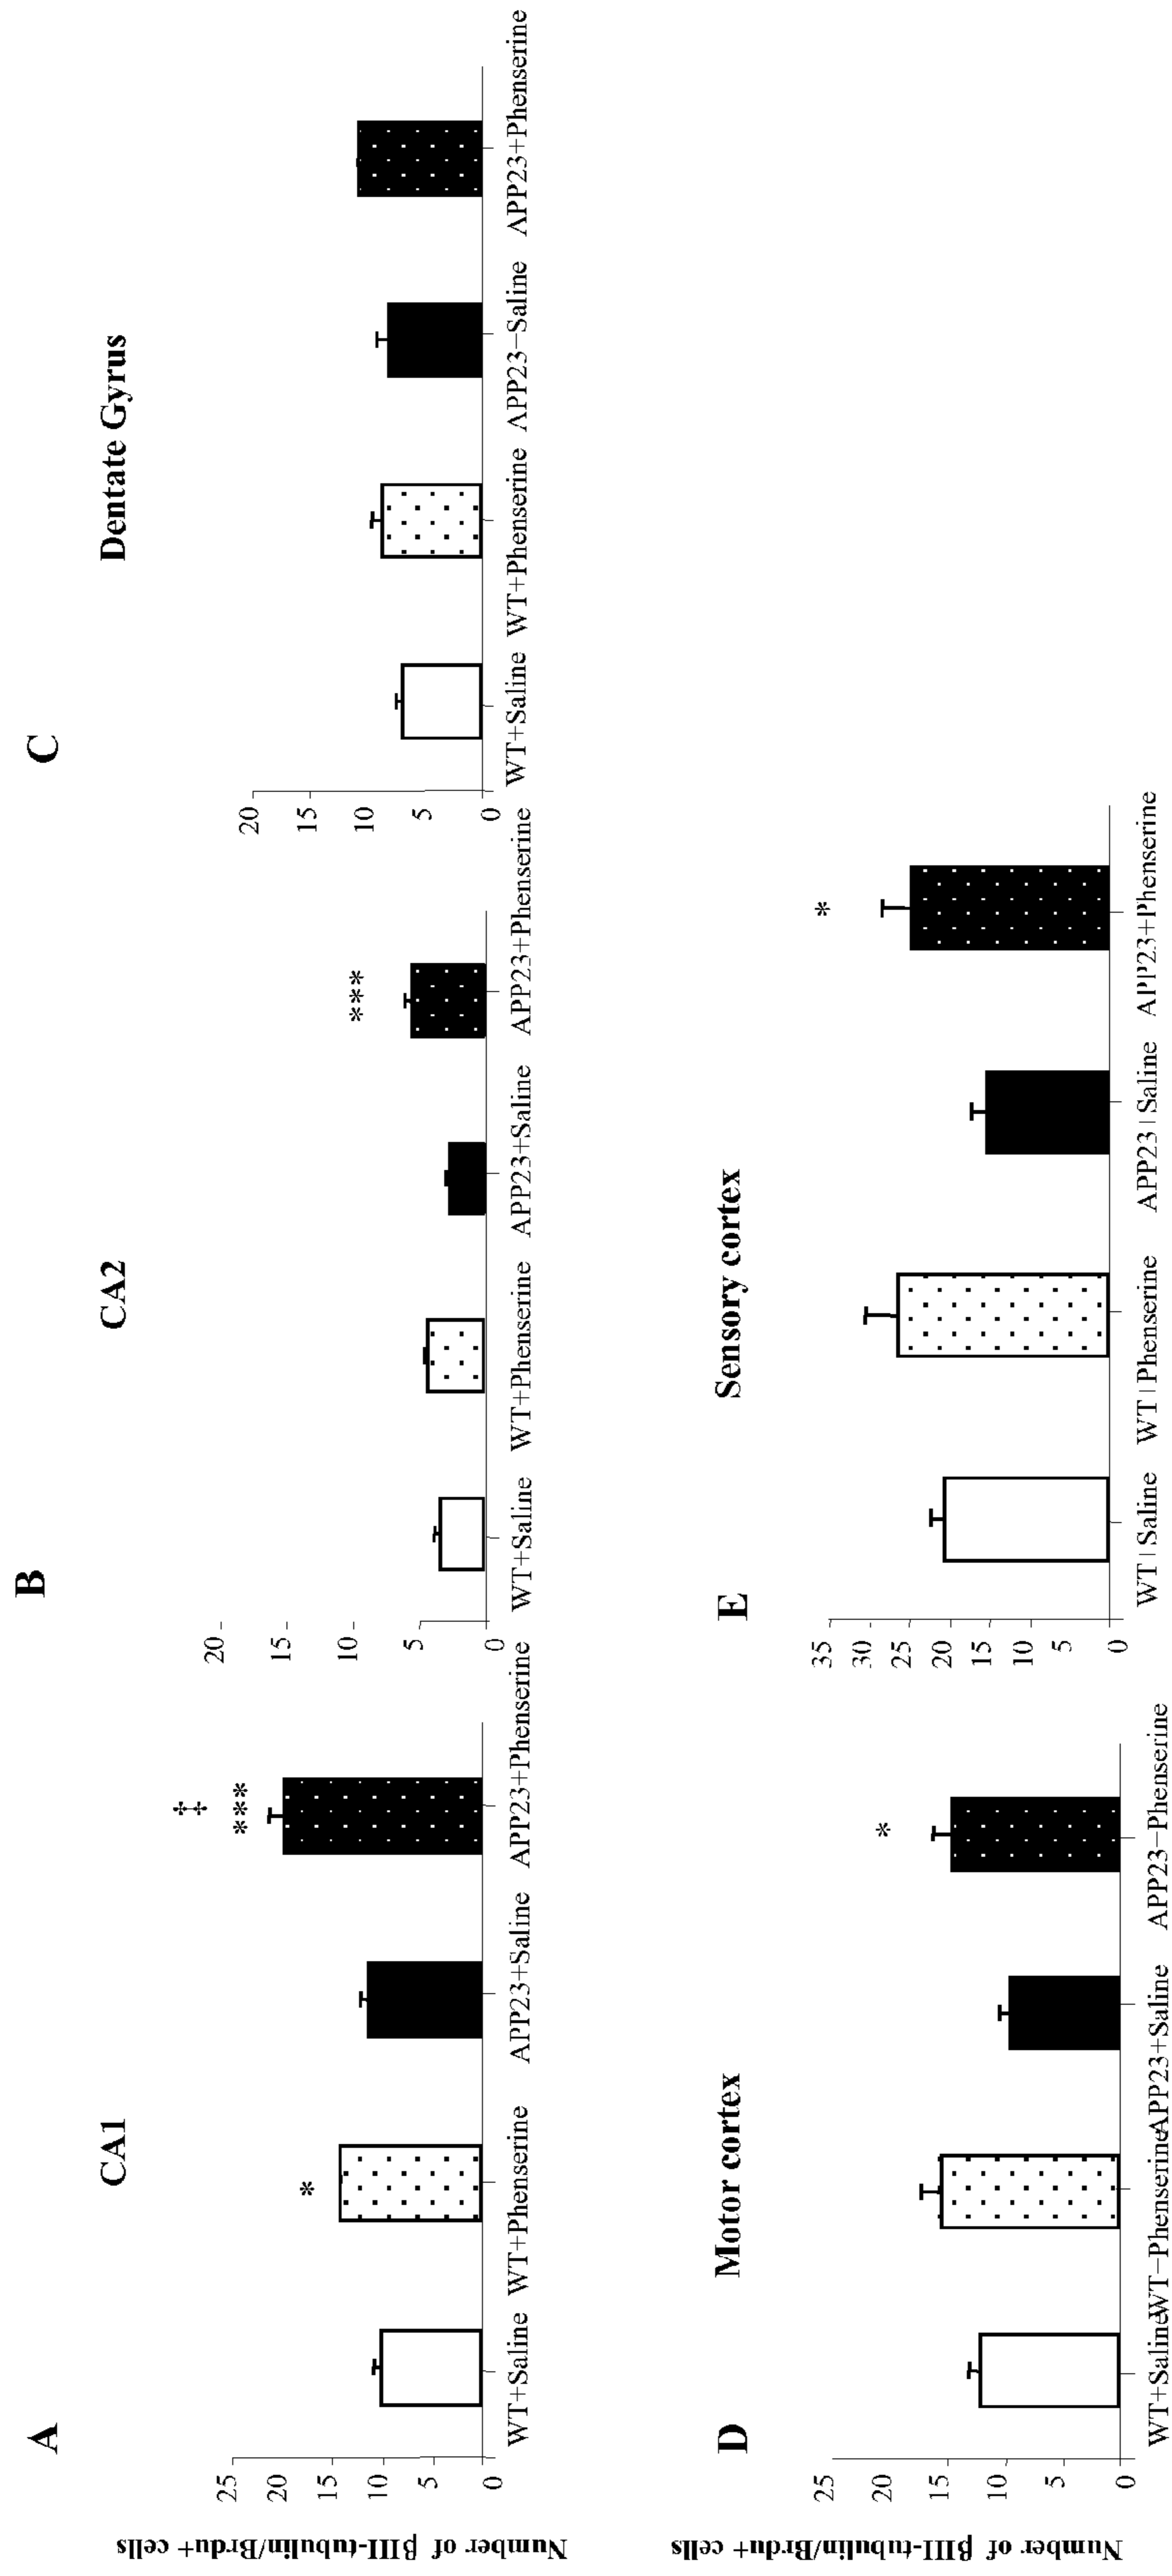 A
CA1
Number of βIII-tubulin/Brdu+ cells
25
20
15
10
5
0
*
‡
***
WT+Saline WT+Phenserine APP23+Saline APP23+Phenserine
B
CA2
20
15
10
5
0
***
WT+Saline WT+Phenserine APP23+Saline APP23+Phenserine
C
Dentate Gyrus
20
15
10
5
0
WT+Saline WT+Phenserine APP23−Saline APP23+Phenserine
D
Motor cortex
Number of βIII-tubulin/Brdu+ cells
25
20
15
10
5
0
*
WT+Saline WT−Phenserine APP23+Saline APP23−Phenserine
E
Sensory cortex
35
30
25
20
15
10
5
0
*
WT | Saline WT | Phenserine APP23 | Saline APP23+Phenserine